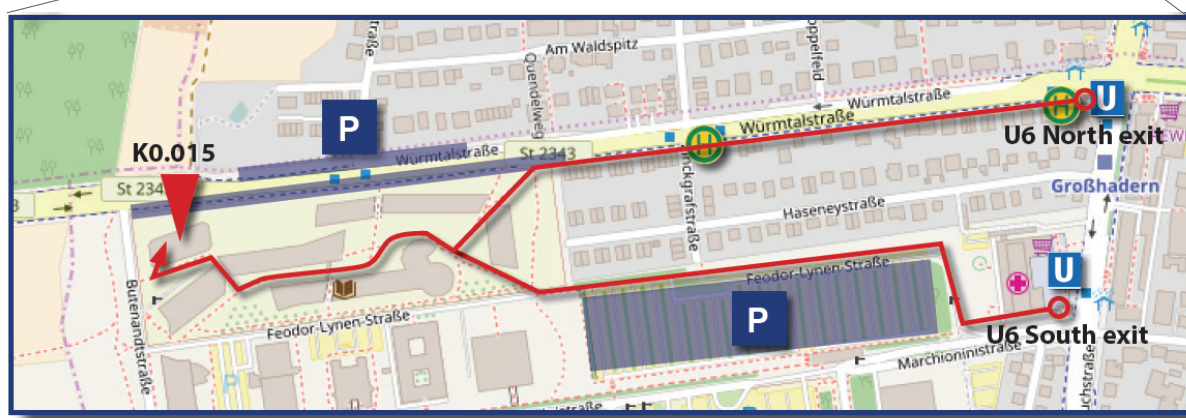 Am Waldspitz
Quendelweg
Würmtalstraße
P
U
H
K0.015
Würmtalstraße
H
U6 North exit
Würmtalstraße
St 2343
St 234
Großhadern
Haseneystraße
Feodor-Lynen-Straße
U
P
Butenandtstraße
Feodor-Lynen-Straße
U6 South exit
Marchioninistraße
P
P